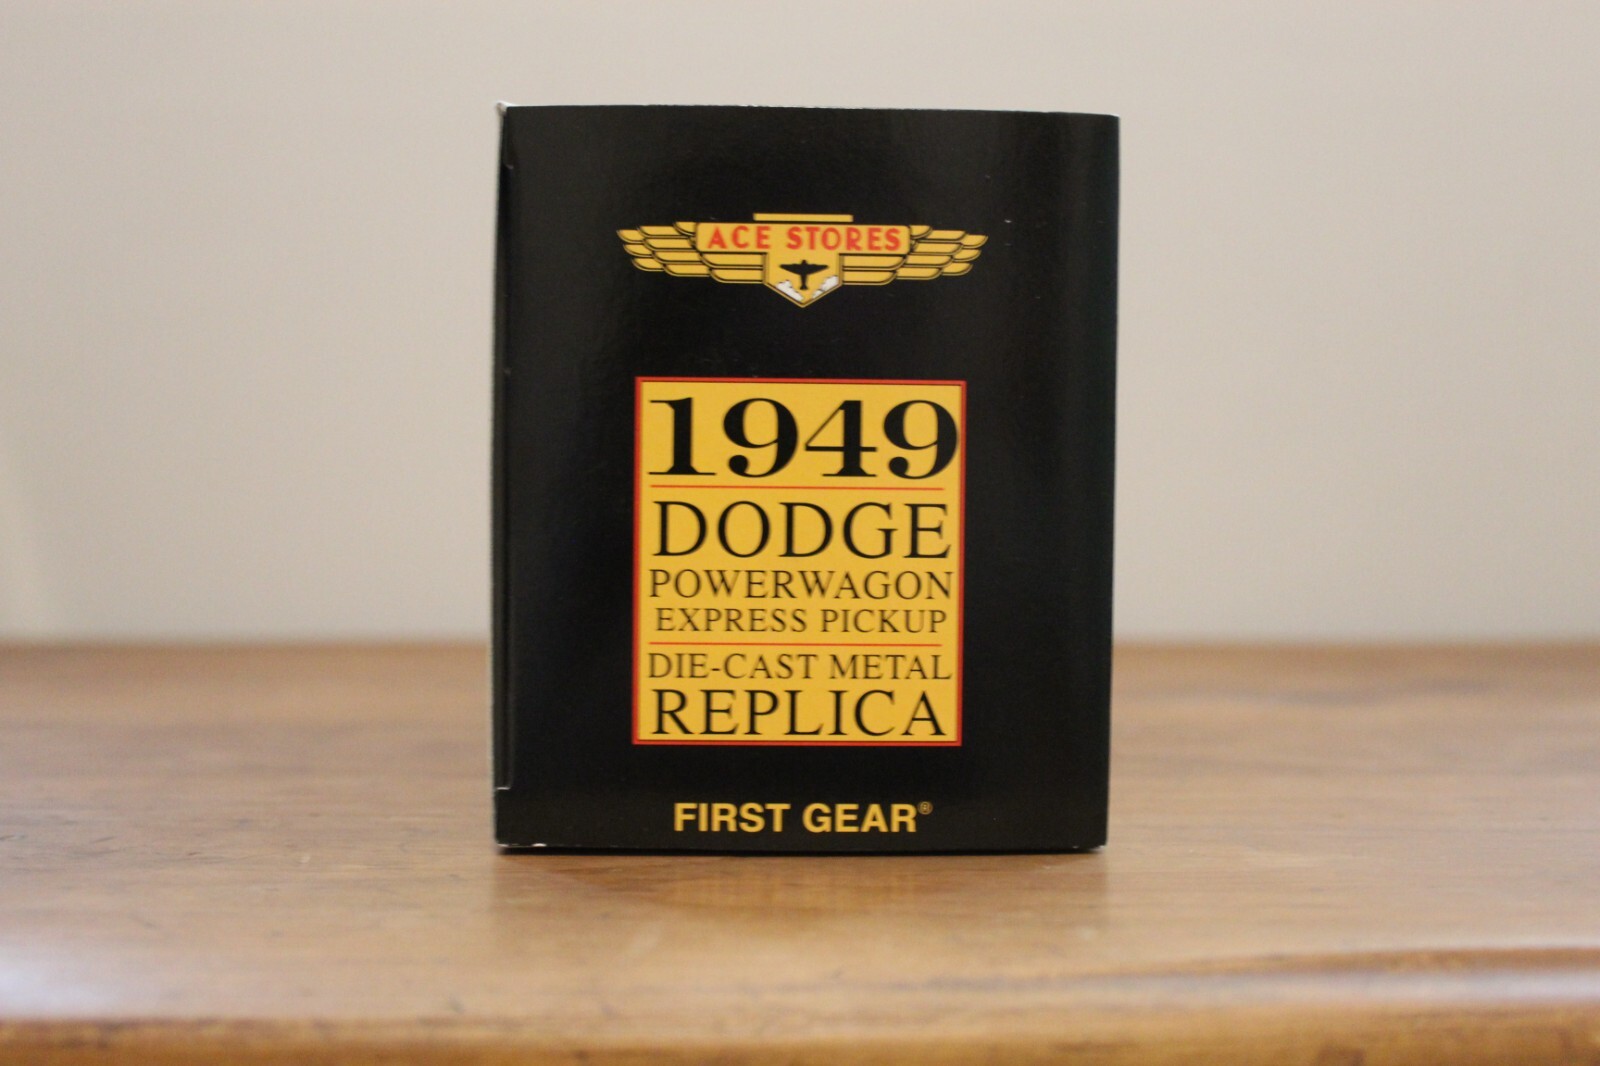 ACE STORES
1949
DODGE
POWERWAGON
EXPRESS PICKUP
DIE-CAST METAL
REPLICA
FIRST GEAR®